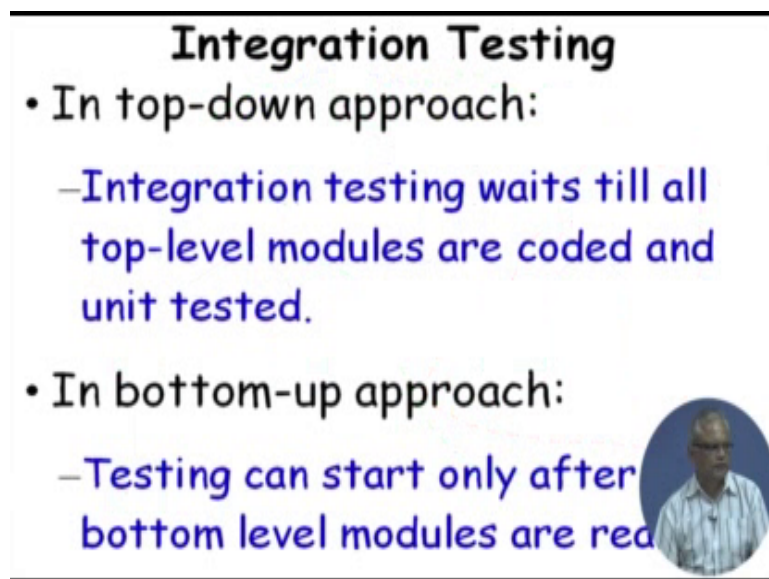 Integration Testing
• In top-down approach:
–Integration testing waits till all
top-level modules are coded and
unit tested.
• In bottom-up approach:
–Testing can start only after
bottom level modules are